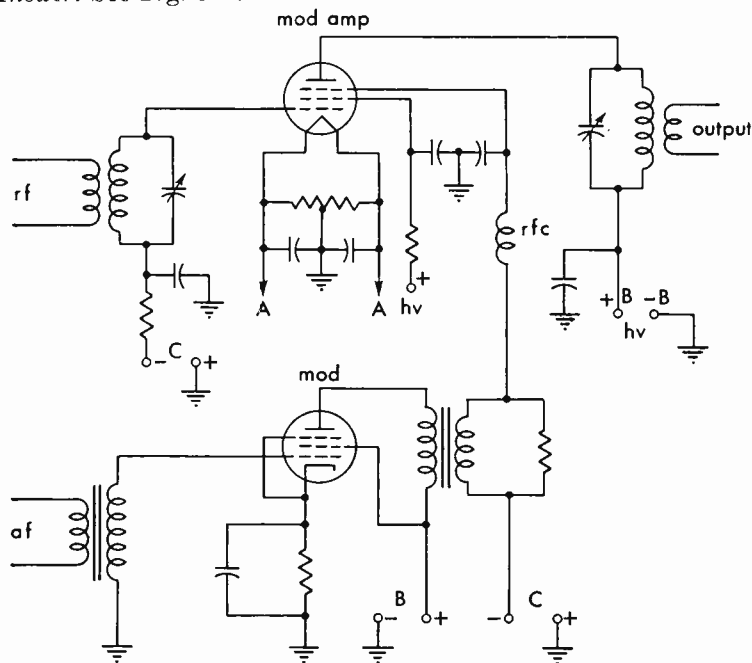 mod amp
rf
output
rfc
A
A
+
hv
+ B -B
hv
- C +
mod
af
B
- +
C
- +